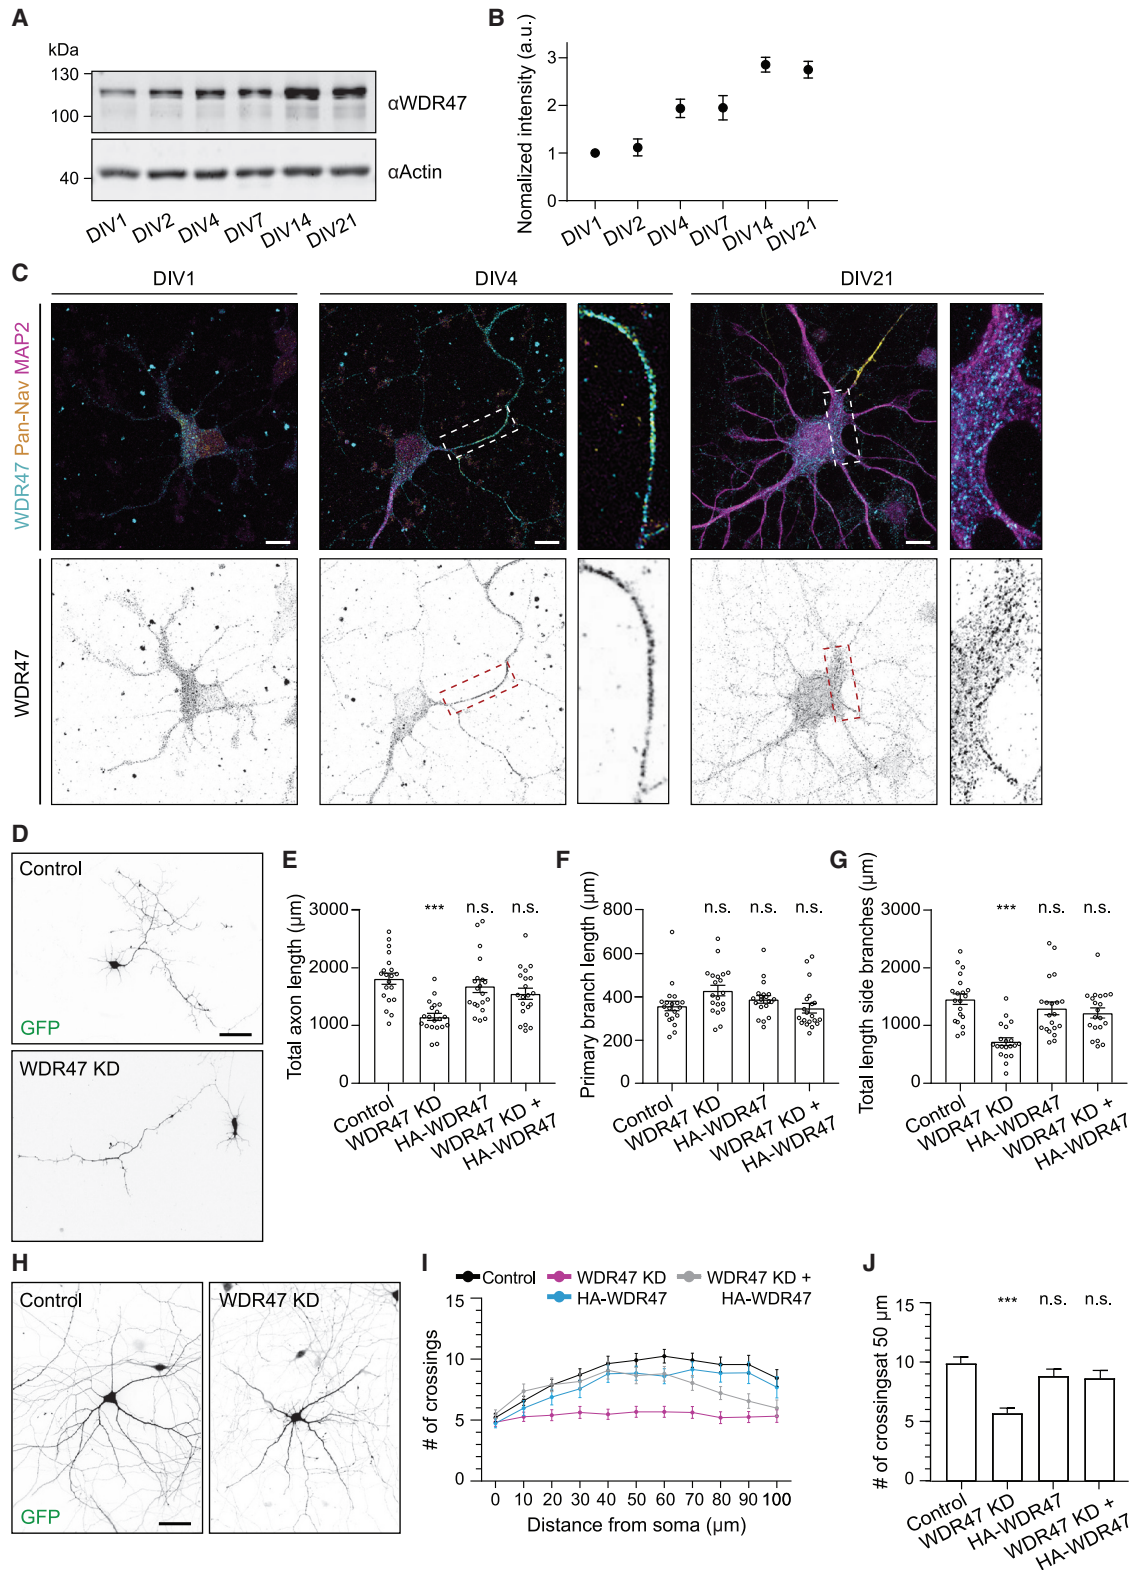 A
kDa
130
100
αWDR47
40
αActin
DIV1 DIV2 DIV4 DIV7 DIV14 DIV21
B
Nomalized intensity (a.u.)
3
2
1
0
DIV1 DIV2 DIV4 DIV7 DIV14 DIV21
C
DIV1 DIV4 DIV21
WDR47 Pan-Nav MAP2
WDR47
D
Control
GFP
WDR47 KD
E
Total axon length (µm)
3000
2000
1000
0
*** n.s. n.s.
Control
WDR47 KD
HA-WDR47
WDR47 KD +
HA-WDR47
F
Primary branch length (µm)
800
600
400
200
0
n.s. n.s. n.s.
Control
WDR47 KD
HA-WDR47
WDR47 KD +
HA-WDR47
G
Total length side branches (µm)
3000
2000
1000
0
*** n.s. n.s.
Control
WDR47 KD
HA-WDR47
WDR47 KD +
HA-WDR47
H
Control
GFP
WDR47 KD
I
Control WDR47 KD WDR47 KD +
HA-WDR47 HA-WDR47
# of crossings
15
10
5
0
0 10 20 30 40 50 60 70 80 90 100
Distance from soma (µm)
J
# of crossingsat 50 µm
15
10
5
0
*** n.s. n.s.
Control
WDR47 KD
HA-WDR47
WDR47 KD +
HA-WDR47